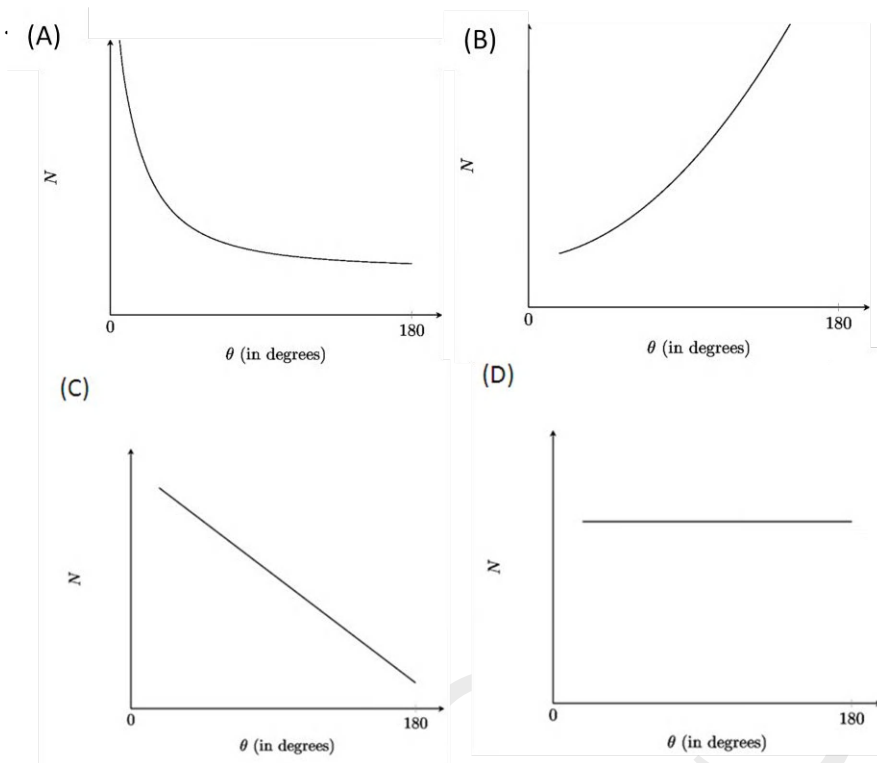 (A)
N
0
180
θ (in degrees)
(B)
N
0
180
θ (in degrees)
(C)
N
0
180
θ (in degrees)
(D)
N
0
180
θ (in degrees)